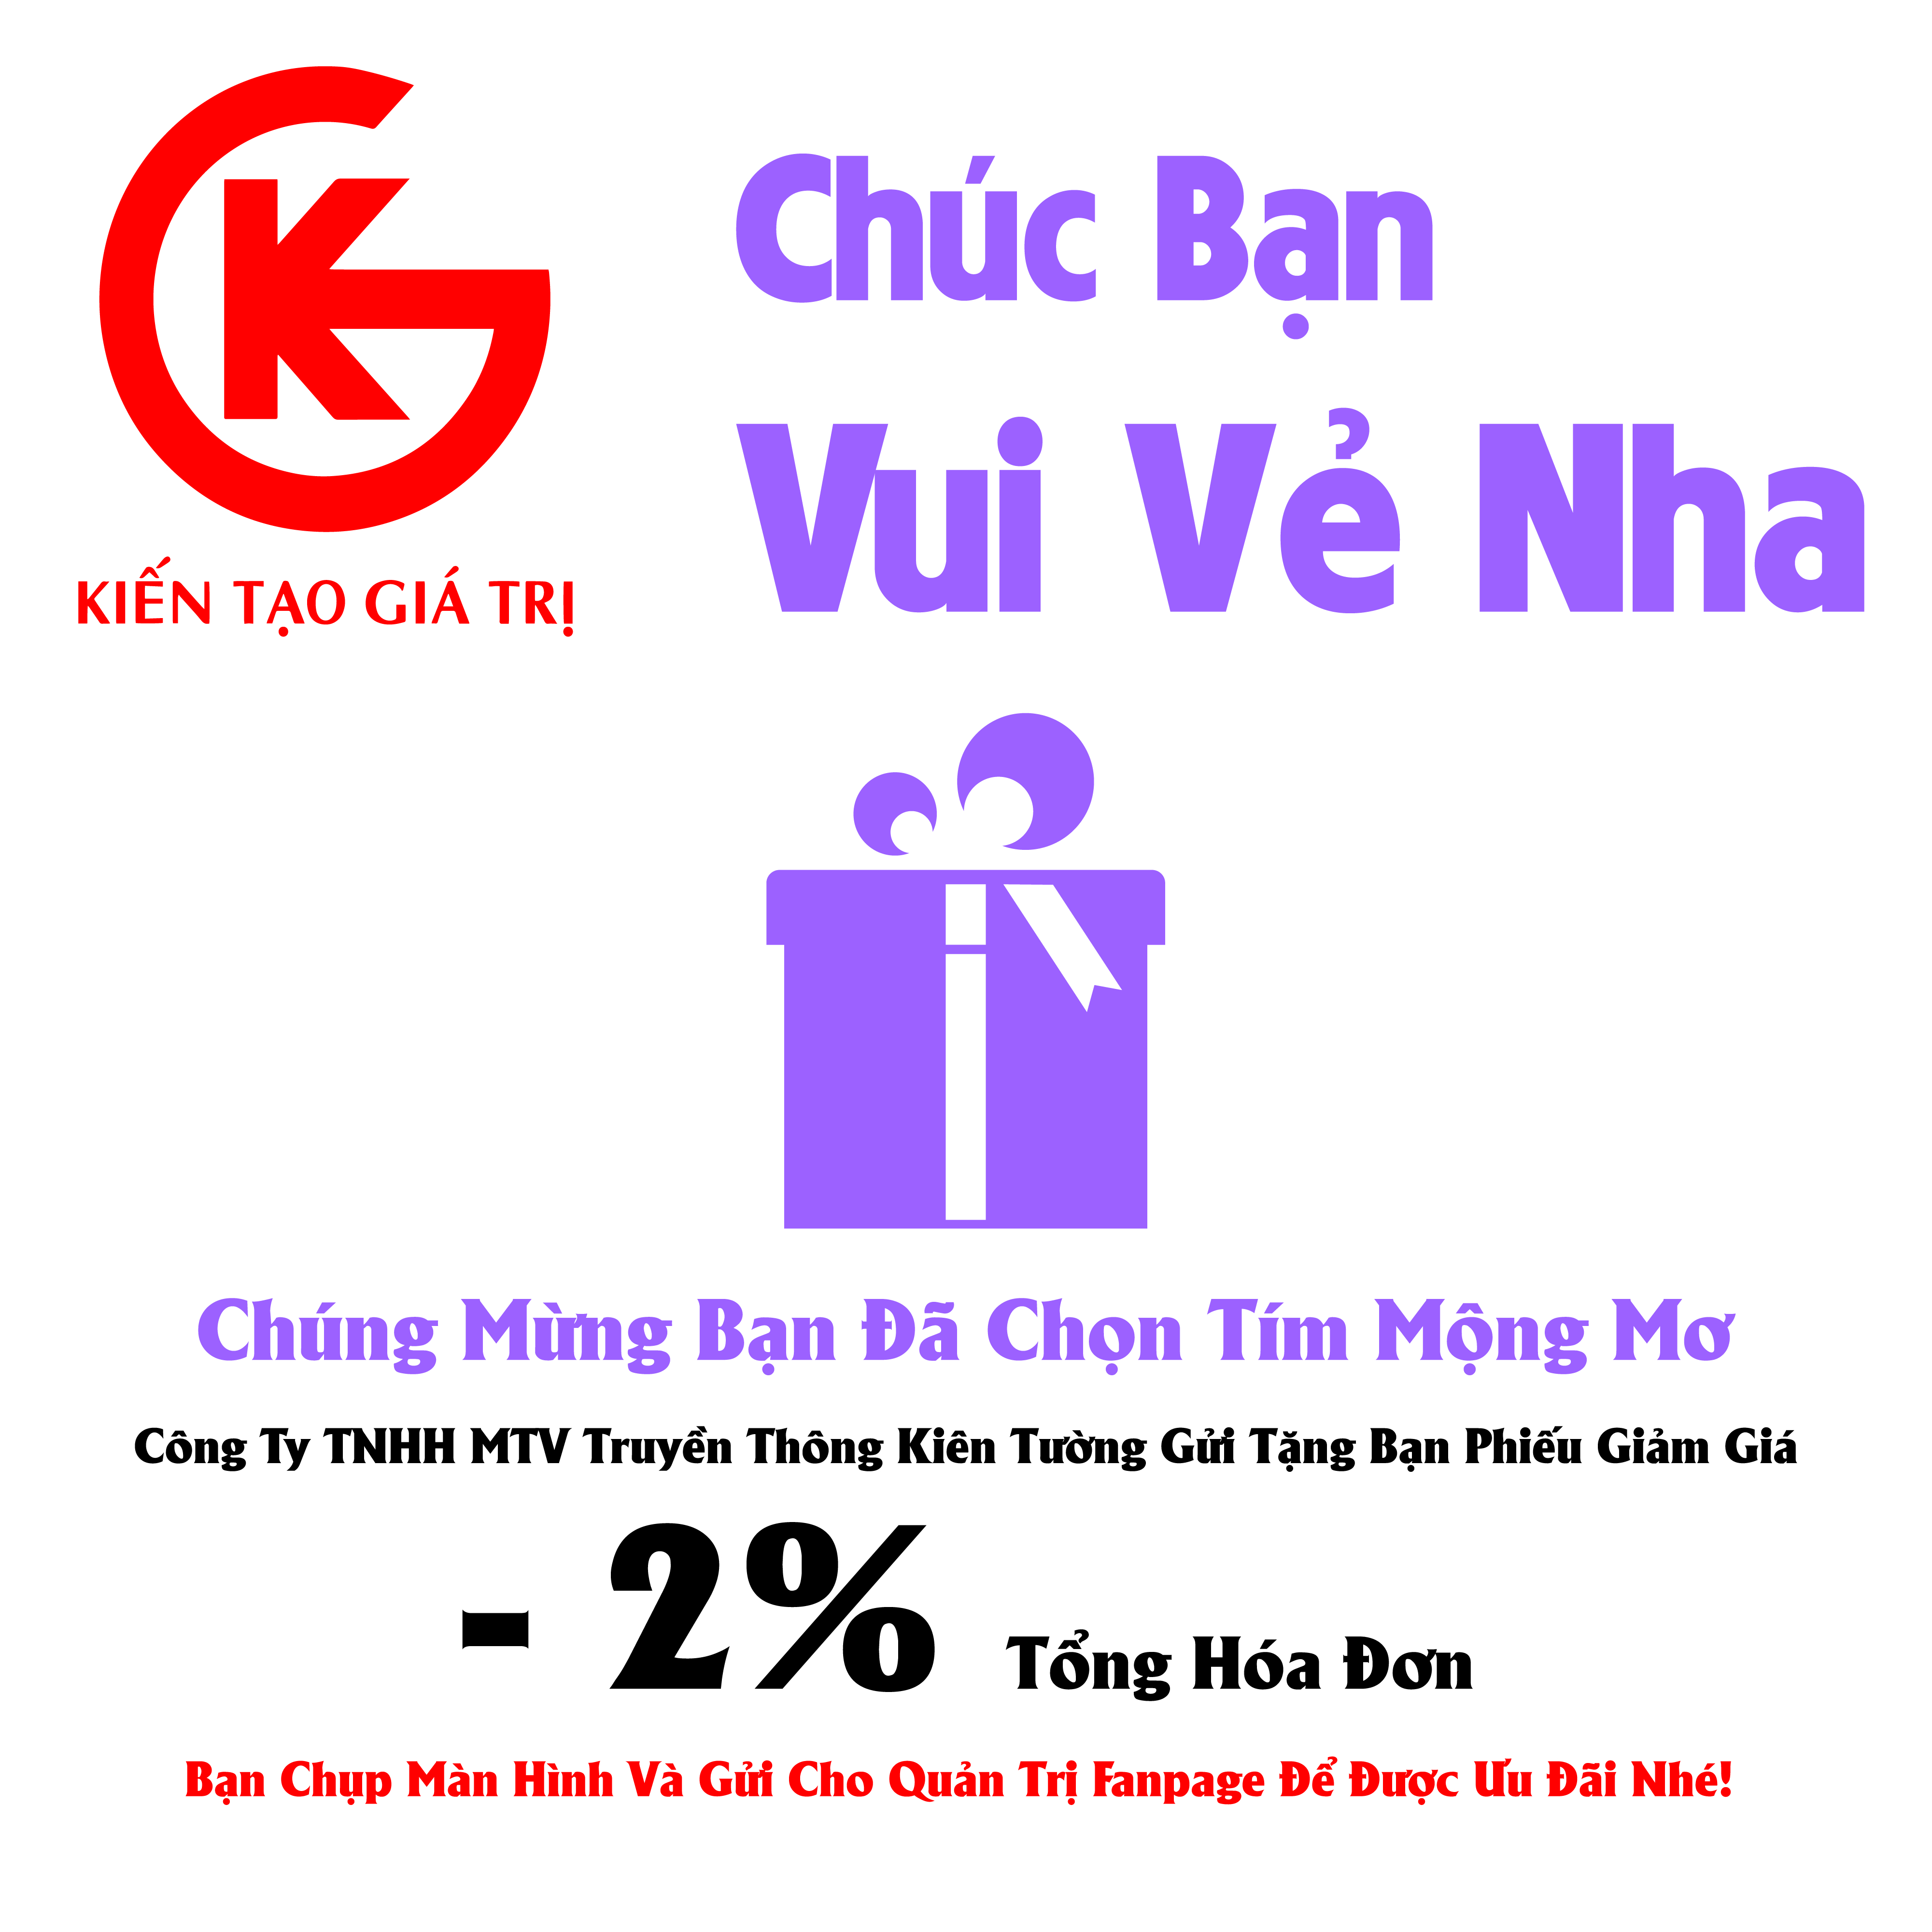 Chúc Bạn
Vui Vẻ Nha
KIẾN TẠO GIÁ TRỊ
Chúng Mừng Bạn Đã Chọn Tím Mộng Mơ
Công Ty TNHH MTV Truyền Thông Kiến Tường Gửi Tặng Bạn Phiếu Giảm Giá
- 2% Tổng Hóa Đơn
Bạn Chụp Màn Hình Và Gửi Cho Quản Trị Fanpage Để Được Ưu Đãi Nhé!